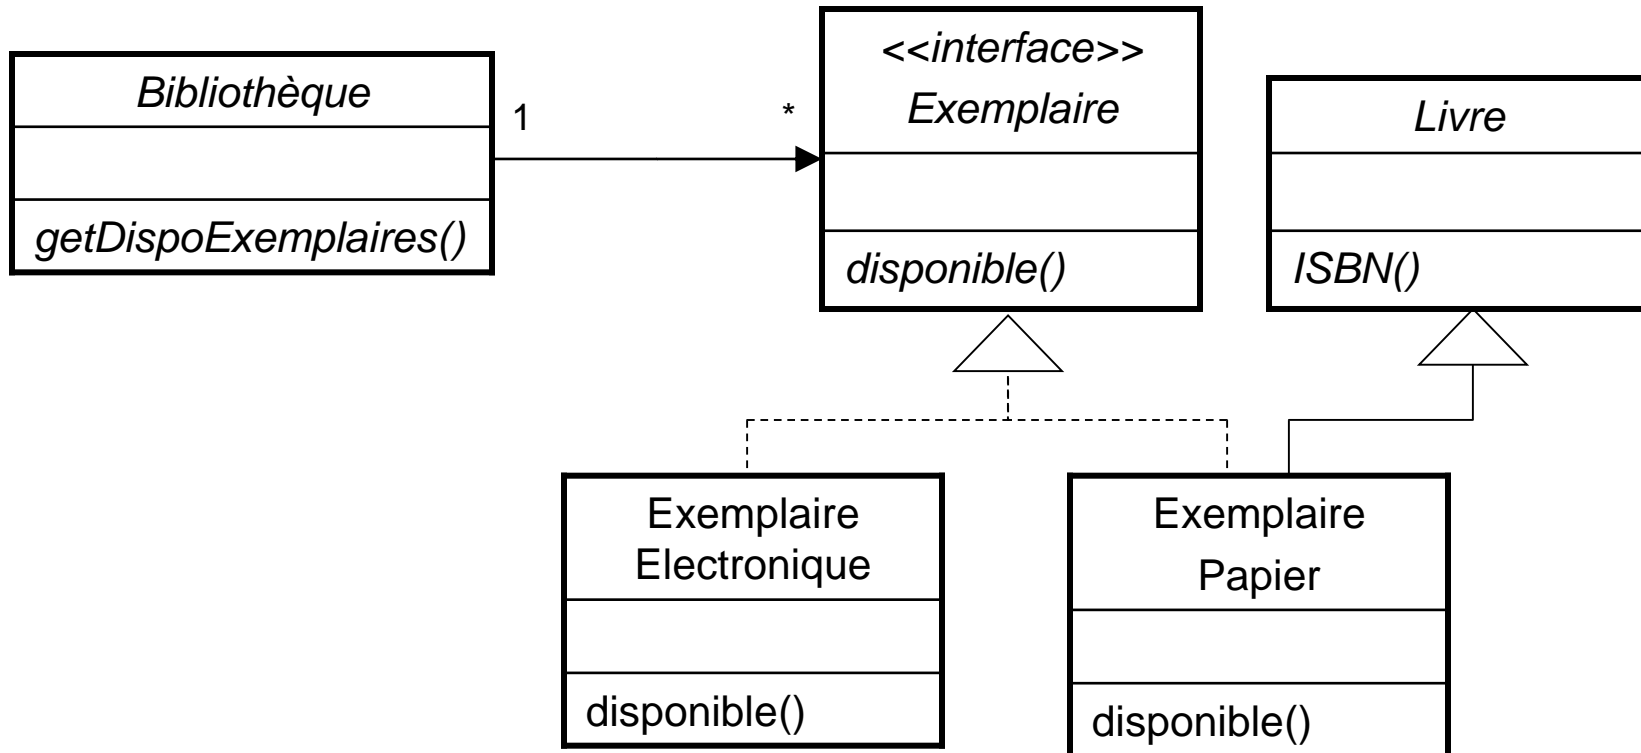 Bibliothèque
getDispoExemplaires()
1
*
<<interface>>
Exemplaire
disponible()
Livre
ISBN()
Exemplaire
Electronique
disponible()
Exemplaire
Papier
disponible()